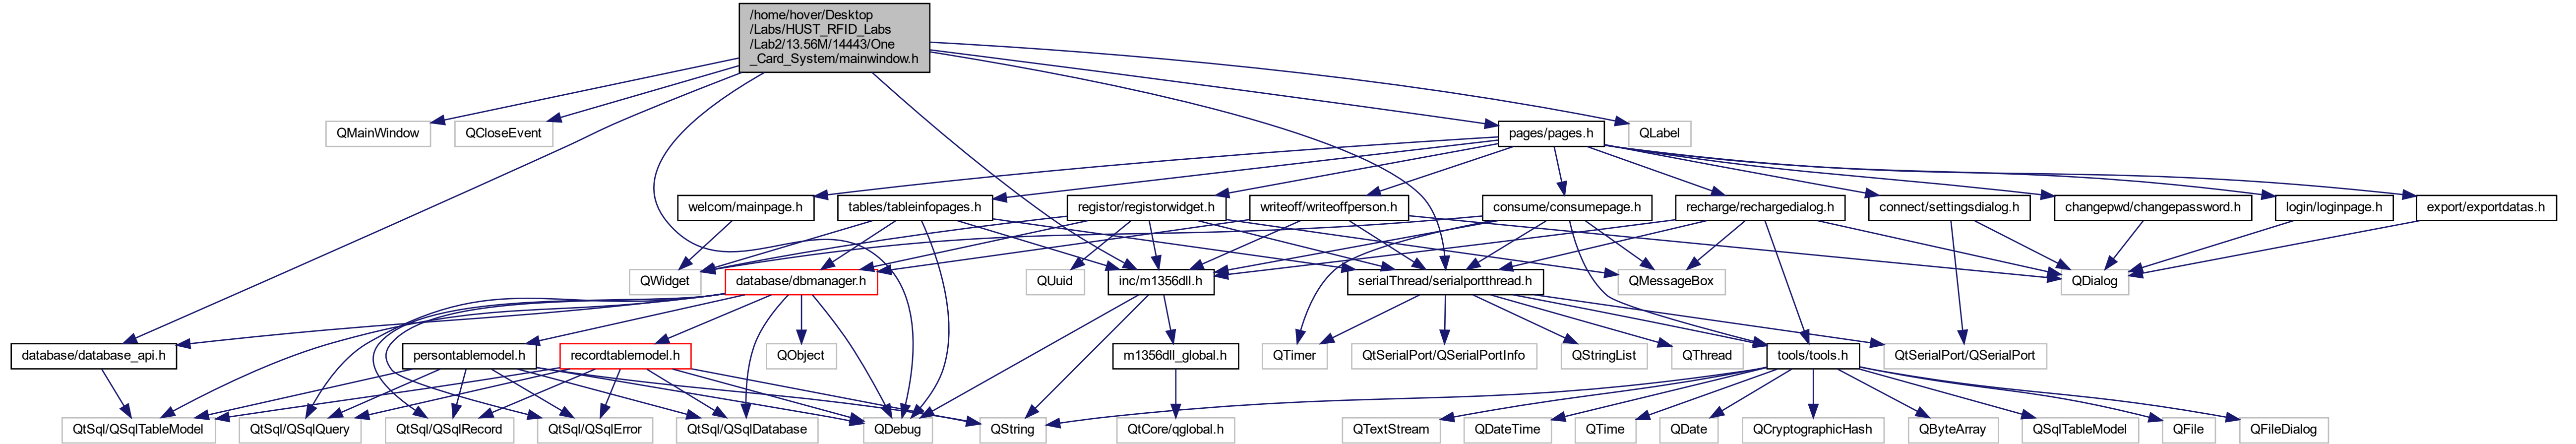 /home/hover/Desktop
/Labs/HUST_RFID_Labs
/Lab2/13.56M/14443/One
_Card_System/mainwindow.h
QMainWindow
QCloseEvent
pages/pages.h
QLabel
welcom/mainpage.h
tables/tableinfopages.h
registor/registorwidget.h
writeoff/writeoffperson.h
consume/consumepage.h
recharge/rechargedialog.h
connect/settingsdialog.h
changepwd/changepassword.h
login/loginpage.h
export/exportdatas.h
QWidget
database/dbmanager.h
QUuid
inc/m1356dll.h
serialThread/serialportthread.h
QMessageBox
QDialog
database/database_api.h
persontablemodel.h
recordtablemodel.h
QObject
m1356dll_global.h
QTimer
QtSerialPort/QSerialPortInfo
QStringList
QThread
tools/tools.h
QtSerialPort/QSerialPort
QtSql/QSqlTableModel
QtSql/QSqlQuery
QtSql/QSqlRecord
QtSql/QSqlError
QtSql/QSqlDatabase
QDebug
QString
QtCore/qglobal.h
QTextStream
QDateTime
QTime
QDate
QCryptographicHash
QByteArray
QSqlTableModel
QFile
QFileDialog